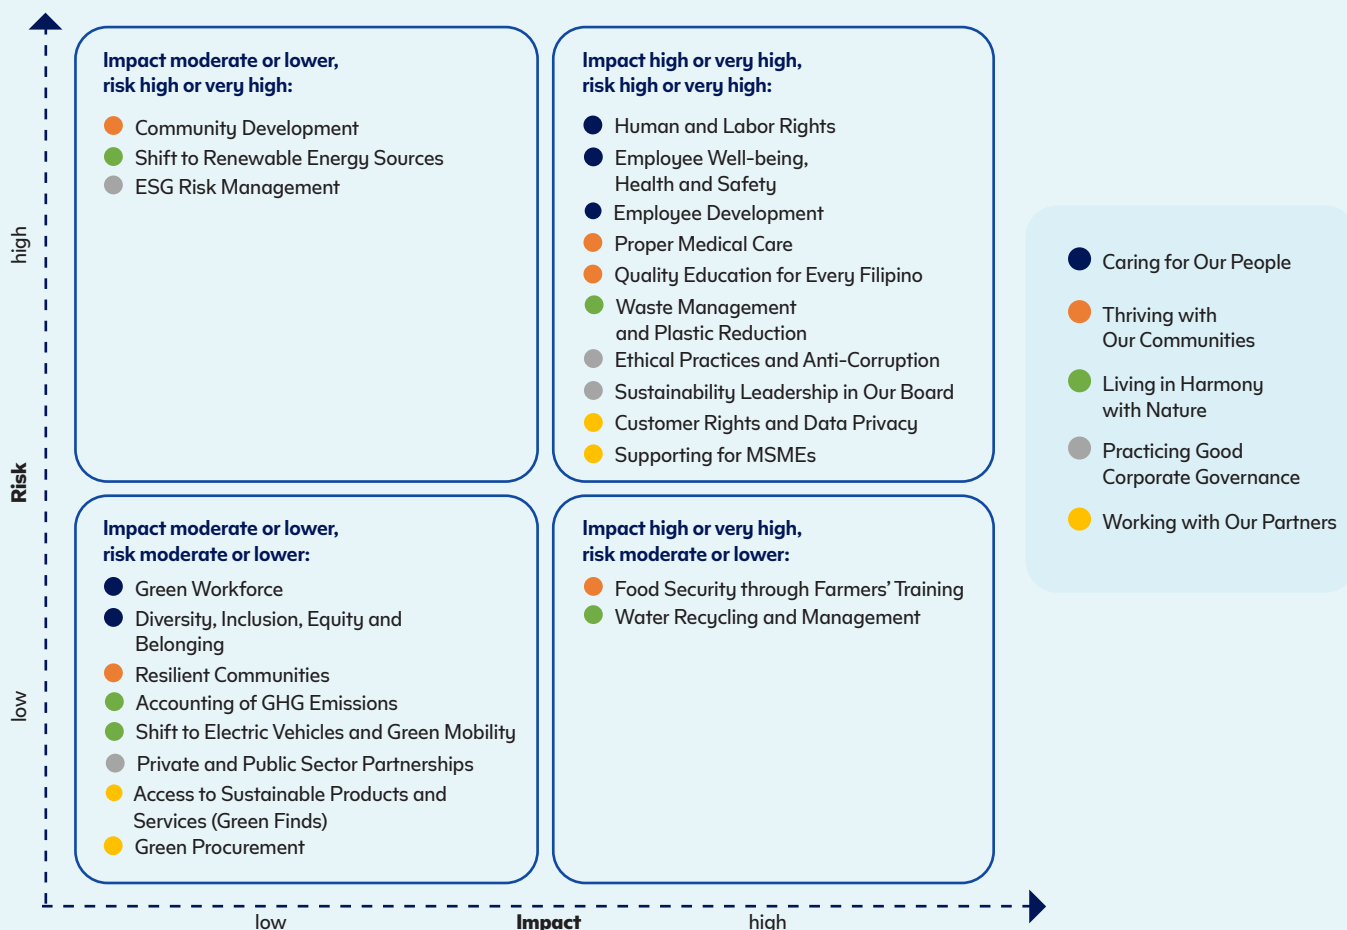 Impact moderate or lower,
risk high or very high:
Community Development
Shift to Renewable Energy Sources
ESG Risk Management
Impact high or very high,
risk high or very high:
Human and Labor Rights
Employee Well-being,
Health and Safety
Employee Development
Proper Medical Care
Quality Education for Every Filipino
Waste Management
and Plastic Reduction
Ethical Practices and Anti-Corruption
Sustainability Leadership in Our Board
Customer Rights and Data Privacy
Supporting for MSMEs
high
Risk
low
Impact moderate or lower,
risk moderate or lower:
Green Workforce
Diversity, Inclusion, Equity and
Belonging
Resilient Communities
Accounting of GHG Emissions
Shift to Electric Vehicles and Green Mobility
Private and Public Sector Partnerships
Access to Sustainable Products and
Services (Green Finds)
Green Procurement
Impact high or very high,
risk moderate or lower:
Food Security through Farmers’ Training
Water Recycling and Management
low
Impact
high
Caring for Our People
Thriving with
Our Communities
Living in Harmony
with Nature
Practicing Good
Corporate Governance
Working with Our Partners